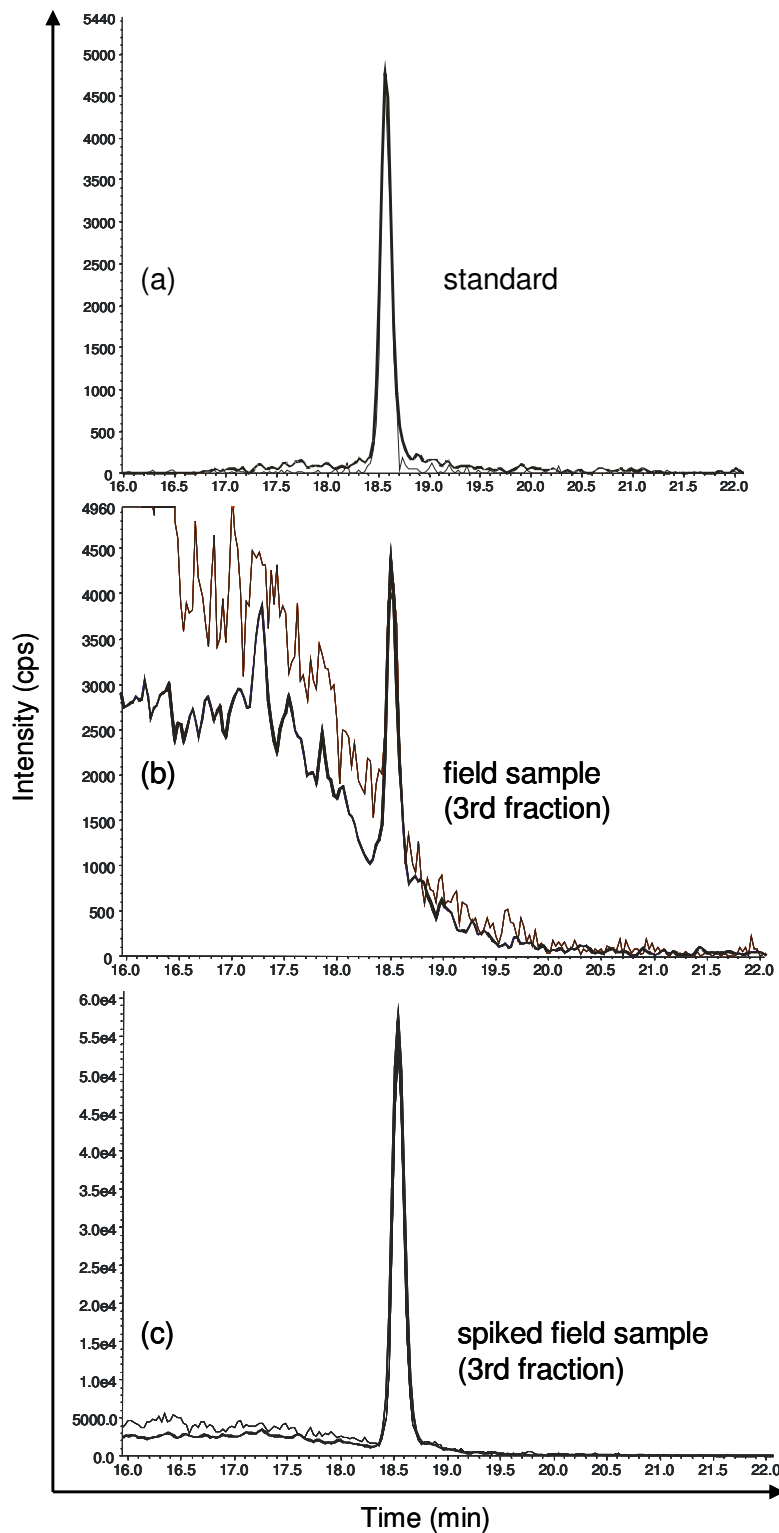 5440
5000
4500
4000
3500
3000
2500
2000
1500
1000
500
0
(a)
standard
16.0 16.5 17.0 17.5 18.0 18.5 19.0 19.5 20.0 20.5 21.0 21.5 22.0
4960
4500
4000
3500
3000
2500
2000
1500
1000
500
0
(b)
field sample
(3rd fraction)
16.0 16.5 17.0 17.5 18.0 18.5 19.0 19.5 20.0 20.5 21.0 21.5 22.0
6.0e4
5.5e4
5.0e4
4.5e4
4.0e4
3.5e4
3.0e4
2.5e4
2.0e4
1.5e4
1.0e4
5000.0
0.0
(c)
spiked field sample
(3rd fraction)
16.0 16.5 17.0 17.5 18.0 18.5 19.0 19.5 20.0 20.5 21.0 21.5 22.0
Intensity (cps)
Time (min)